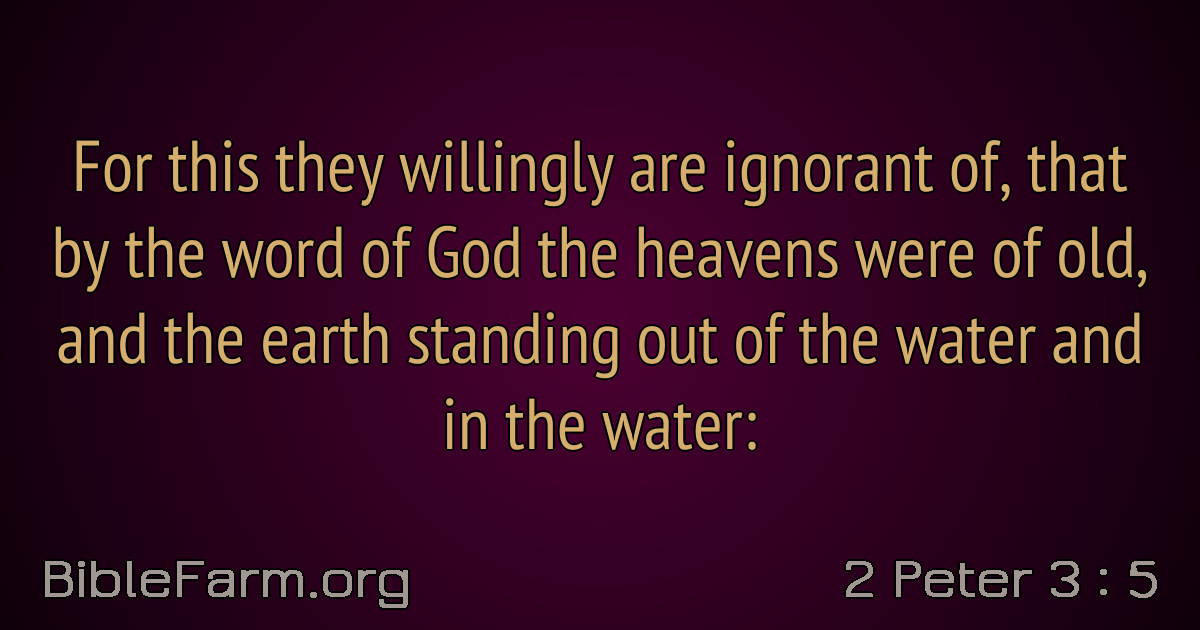 For this they willingly are ignorant of, that
by the word of God the heavens were of old,
and the earth standing out of the water and
in the water:
BibleFarm.org
2 Peter 3 : 5